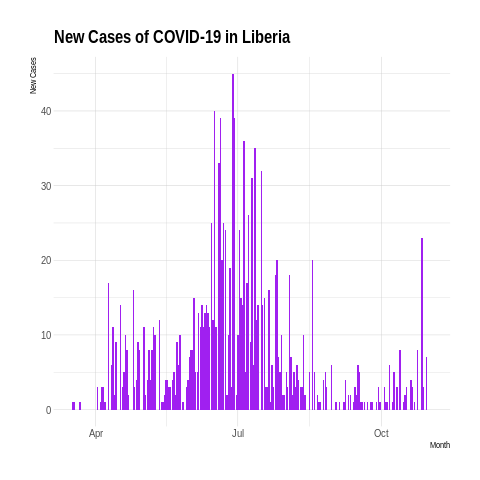 New Cases of COVID-19 in Liberia
New Cases
40
30
20
10
0
Apr
Jul
Oct
Month